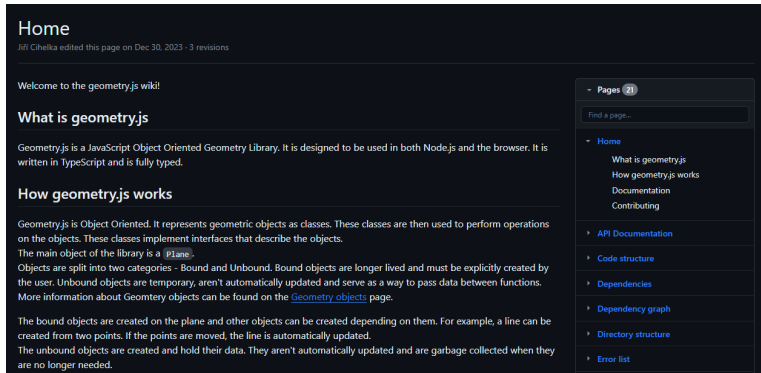 Home
Jiří Cihelka edited this page on Dec 30, 2023 · 3 revisions
Welcome to the geometry.js wiki!
What is geometry.js
Geometry.js is a JavaScript Object Oriented Geometry Library. It is designed to be used in both Node.js and the browser. It is
written in TypeScript and is fully typed.
How geometry.js works
Geometry.js is Object Oriented. It represents geometric objects as classes. These classes are then used to perform operations
on the objects. These classes implement interfaces that describe the objects.
The main object of the library is a Plane.
Objects are split into two categories - Bound and Unbound. Bound objects are longer lived and must be explicitly created by
the user. Unbound objects are temporary, aren't automatically updated and serve as a way to pass data between functions.
More information about Geomtery objects can be found on the Geometry objects page.
The bound objects are created on the plane and other objects can be created depending on them. For example, a line can be
created from two points. If the points are moved, the line is automatically updated.
The unbound objects are created and hold their data. They aren't automatically updated and are garbage collected when they
are no longer needed.
Pages 21
Find a page...
Home
What is geometry.js
How geometry.js works
Documentation
Contributing
API Documentation
Code structure
Dependencies
Dependency graph
Directory structure
Error list